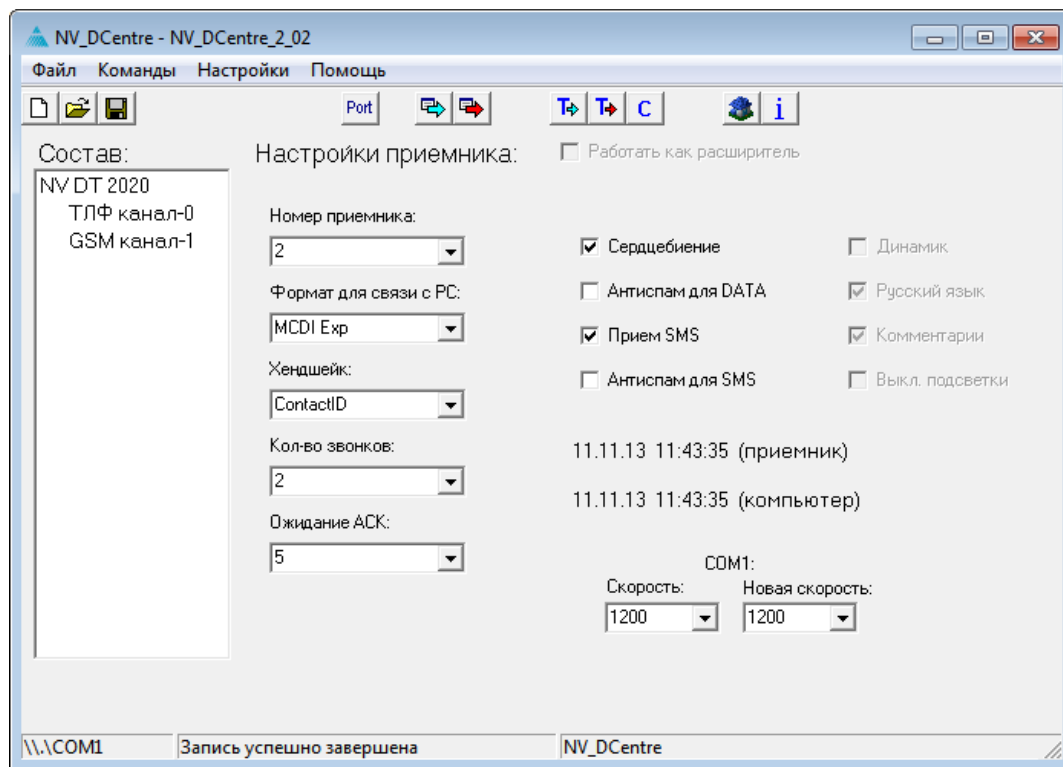 NV_DCentre - NV_DCentre_2_02
Файл Команды Настройки Помощь
Port T T C i
Состав:
NV DT 2020
ТЛФ канал-0
GSM канал-1
Настройки приемника:
Работать как расширитель
Номер приемника:
2
Формат для связи с PC:
MCDI Exp
Хендшейк:
ContactID
Кол-во звонков:
2
Ожидание АСК:
5
Сердцебиение
Антиспам для DATA
Прием SMS
Антиспам для SMS
Динамик
Русский язык
Комментарии
Выкл. подсветки
11.11.13 11:43:35 (приемник)
11.11.13 11:43:35 (компьютер)
COM1:
Скорость: Новая скорость:
1200 1200
\\.\COM1 Запись успешно завершена NV_DCentre